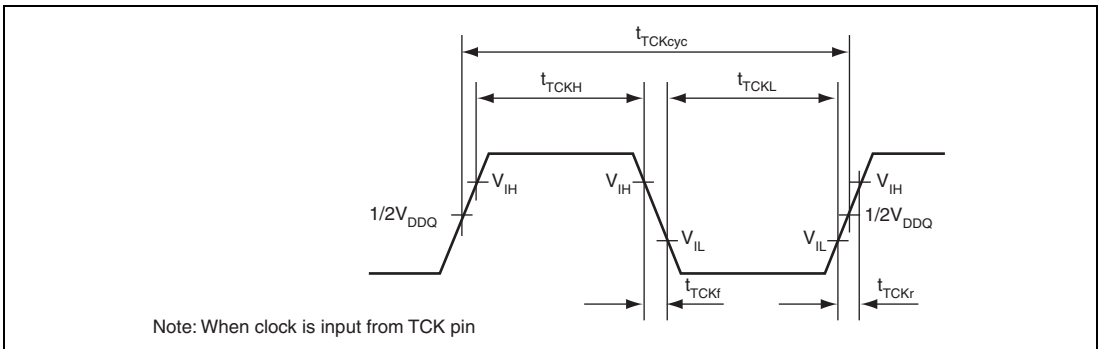 tTCKcyc
tTCKH
tTCKL
VIH
VIH
VIH
1/2VDDQ
1/2VDDQ
VIL
VIL
tTCKf
tTCKr
Note: When clock is input from TCK pin